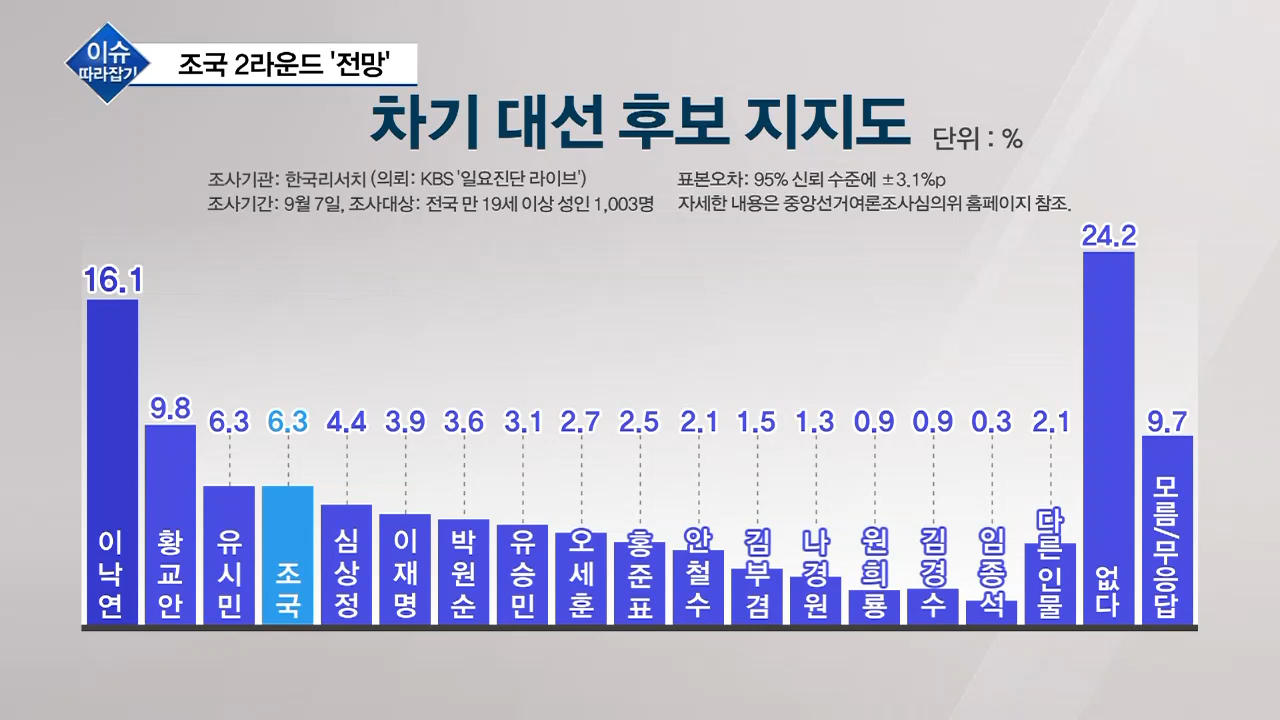 이슈
따라잡기
조국 2라운드 '전망'
차기 대선 후보 지지도 단위 : %
조사기관: 한국리서치 (의뢰: KBS '일요진단 라이브')
조사기간: 9월 7일, 조사대상: 전국 만 19세 이상 성인 1,003명
표본오차: 95% 신뢰 수준에 ±3.1%p
자세한 내용은 중앙선거여론조사심의위 홈페이지 참조.
16.1
9.8
6.3
6.3
4.4
3.9
3.6
3.1
2.7
2.5
2.1
1.5
1.3
0.9
0.9
0.3
2.1
24.2
9.7
이낙연
황교안
유시민
조국
심상정
이재명
박원순
유승민
오세훈
홍준표
안철수
김부겸
나경원
원희룡
김경수
임종석
다른인물
없다
모름/무응답